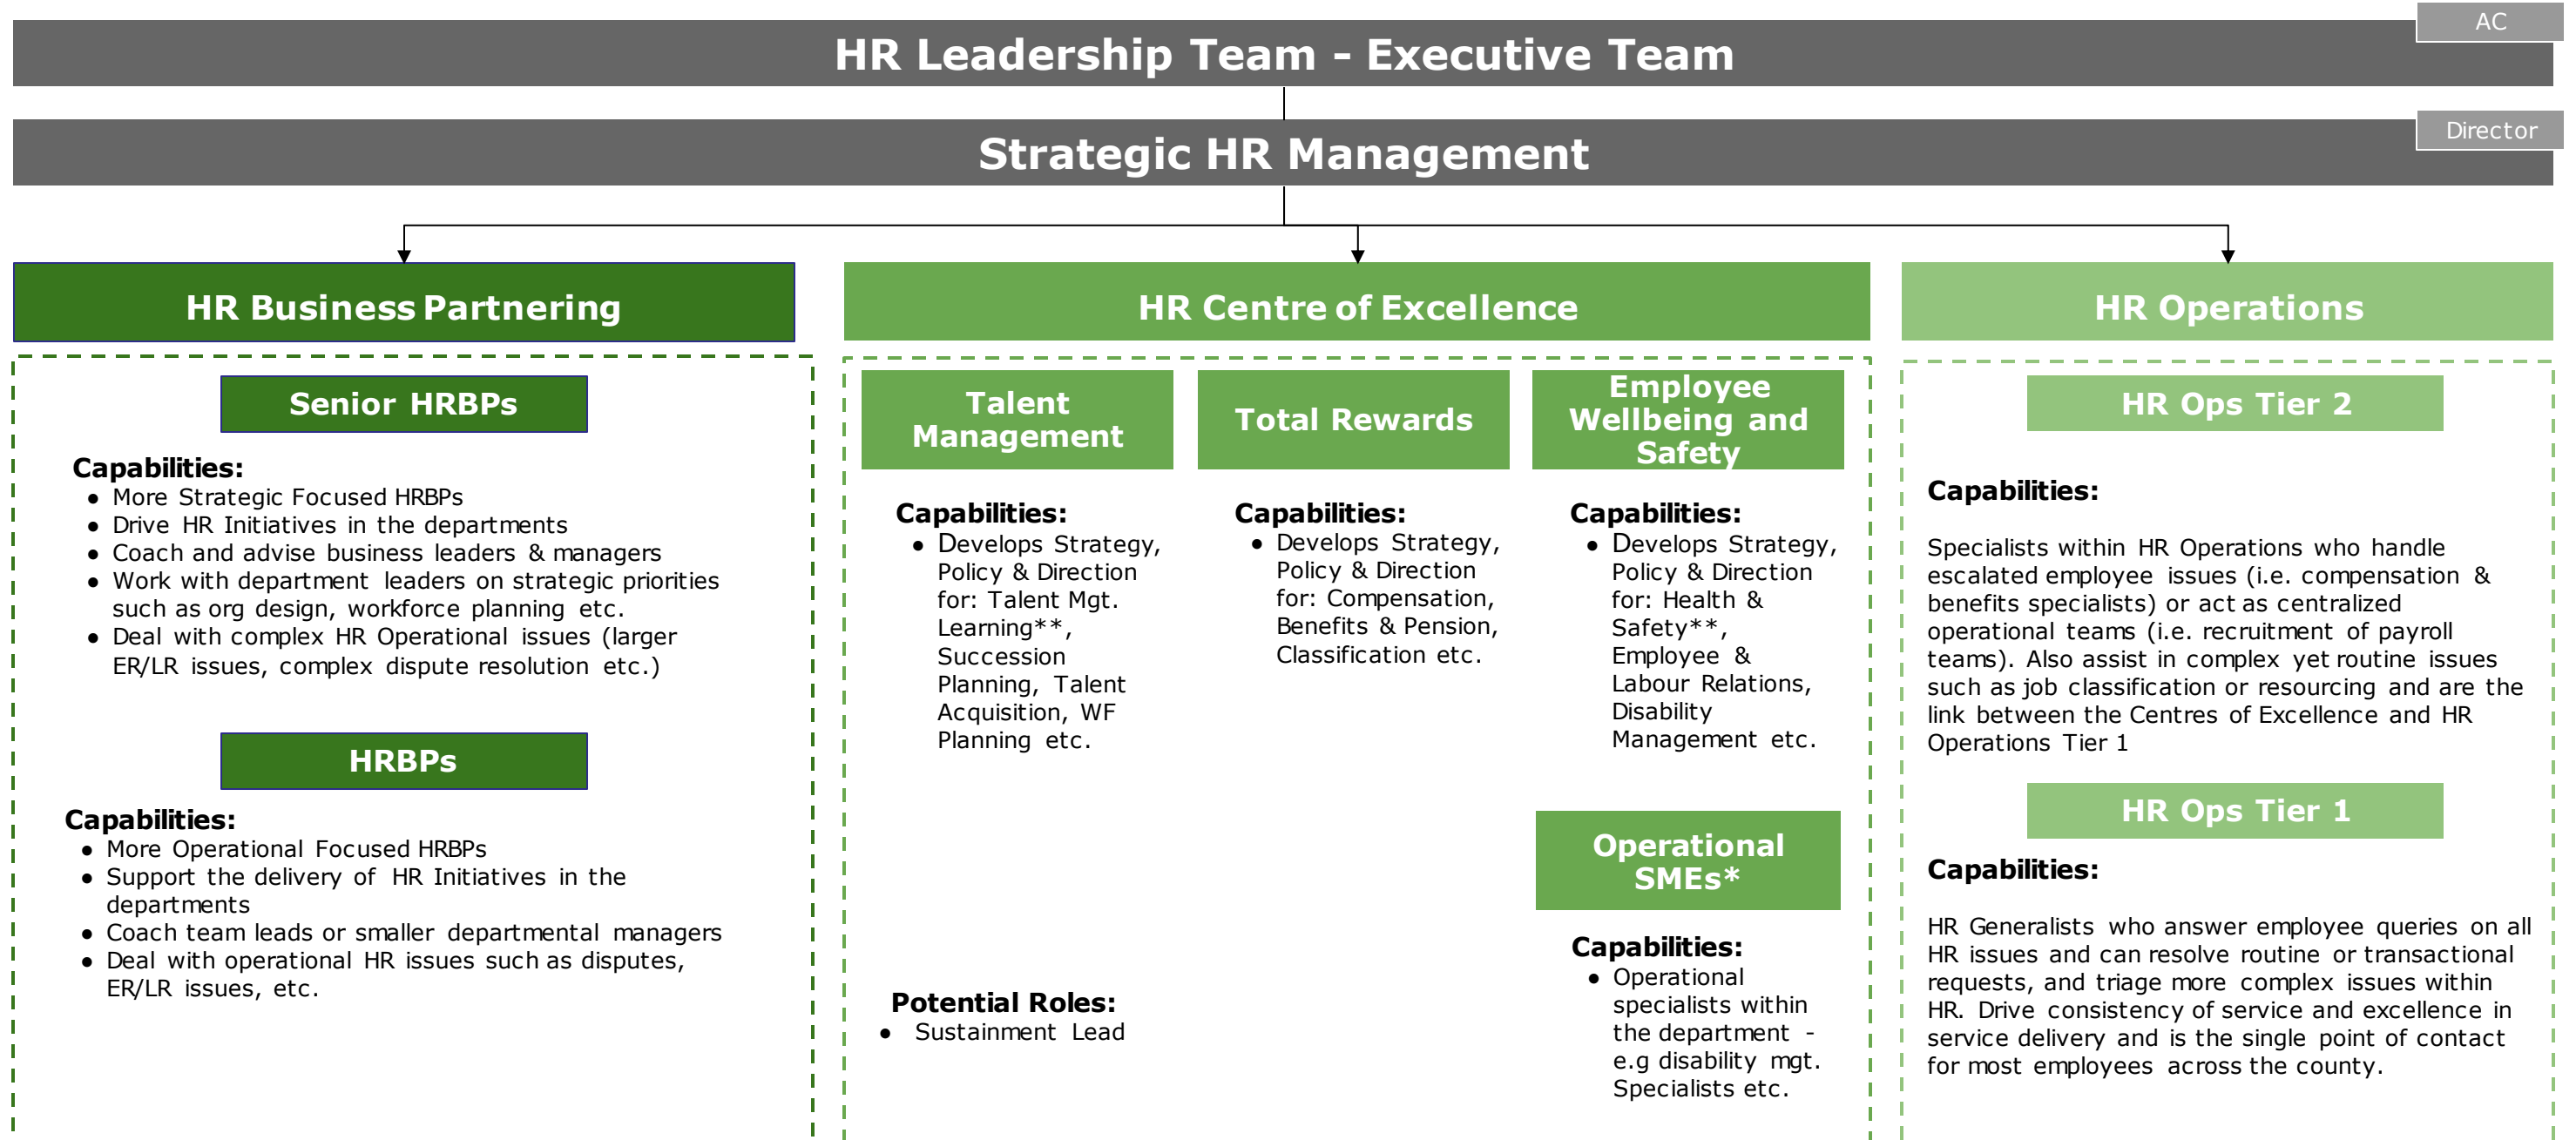 AC
HR Leadership Team - Executive Team
Director
Strategic HR Management
HR Business Partnering
Senior HRBPs
Capabilities:
● More Strategic Focused HRBPs
● Drive HR Initiatives in the departments
● Coach and advise business leaders & managers
● Work with department leaders on strategic priorities
such as org design, workforce planning etc.
● Deal with complex HR Operational issues (larger
ER/LR issues, complex dispute resolution etc.)
HRBPs
Capabilities:
● More Operational Focused HRBPs
● Support the delivery of HR Initiatives in the
departments
● Coach team leads or smaller departmental managers
● Deal with operational HR issues such as disputes,
ER/LR issues, etc.
HR Centre of Excellence
Talent
Management
Capabilities:
● Develops Strategy,
Policy & Direction
for: Talent Mgt.
Learning**,
Succession
Planning, Talent
Acquisition, WF
Planning etc.
Potential Roles:
● Sustainment Lead
Total Rewards
Capabilities:
● Develops Strategy,
Policy & Direction
for: Compensation,
Benefits & Pension,
Classification etc.
Employee
Wellbeing and
Safety
Capabilities:
● Develops Strategy,
Policy & Direction
for: Health &
Safety**,
Employee &
Labour Relations,
Disability
Management etc.
Operational
SMEs*
Capabilities:
● Operational
specialists within
the department -
e.g disability mgt.
Specialists etc.
HR Operations
HR Ops Tier 2
Capabilities:
Specialists within HR Operations who handle
escalated employee issues (i.e. compensation &
benefits specialists) or act as centralized
operational teams (i.e. recruitment of payroll
teams). Also assist in complex yet routine issues
such as job classification or resourcing and are the
link between the Centres of Excellence and HR
Operations Tier 1
HR Ops Tier 1
Capabilities:
HR Generalists who answer employee queries on all
HR issues and can resolve routine or transactional
requests, and triage more complex issues within
HR. Drive consistency of service and excellence in
service delivery and is the single point of contact
for most employees across the county.